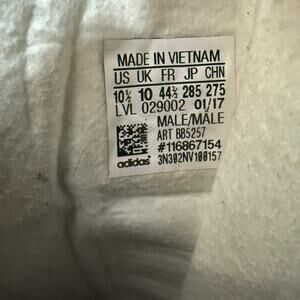 MADE IN VIETNAM
US UK FR JP CHN
10½ 10 44⅔ 285 275
LVL 029002 01/17
MALE/MÂLE
ART BB5257
#116867154
adidas 3N302NV100157